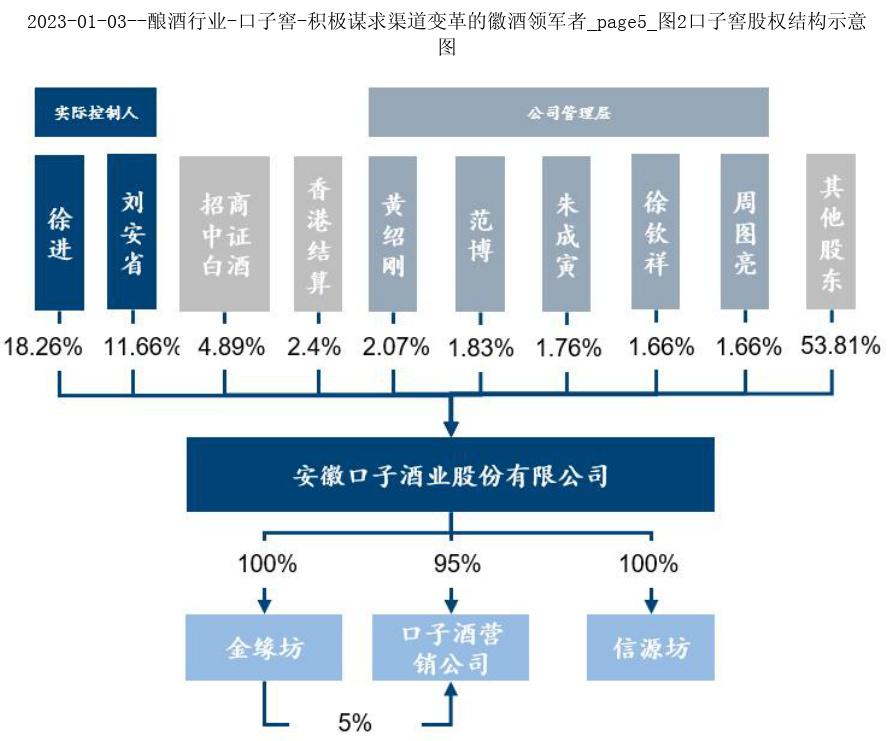 2023-01-03--酿酒行业-口子窖-积极谋求渠道变革的徽酒领军者_page5_图2口子窖股权结构示意
图
实际控制人
公司管理层
徐进
刘安省
招商
中证
白酒
香港结算
黄绍刚
范博
朱成寅
徐钦祥
周图亮
其他股东
18.26%
11.66%
4.89%
2.4%
2.07%
1.83%
1.76%
1.66%
1.66%
53.81%
安徽口子酒业股份有限公司
100%
95%
100%
金缘坊
口子酒营
销公司
信源坊
5%